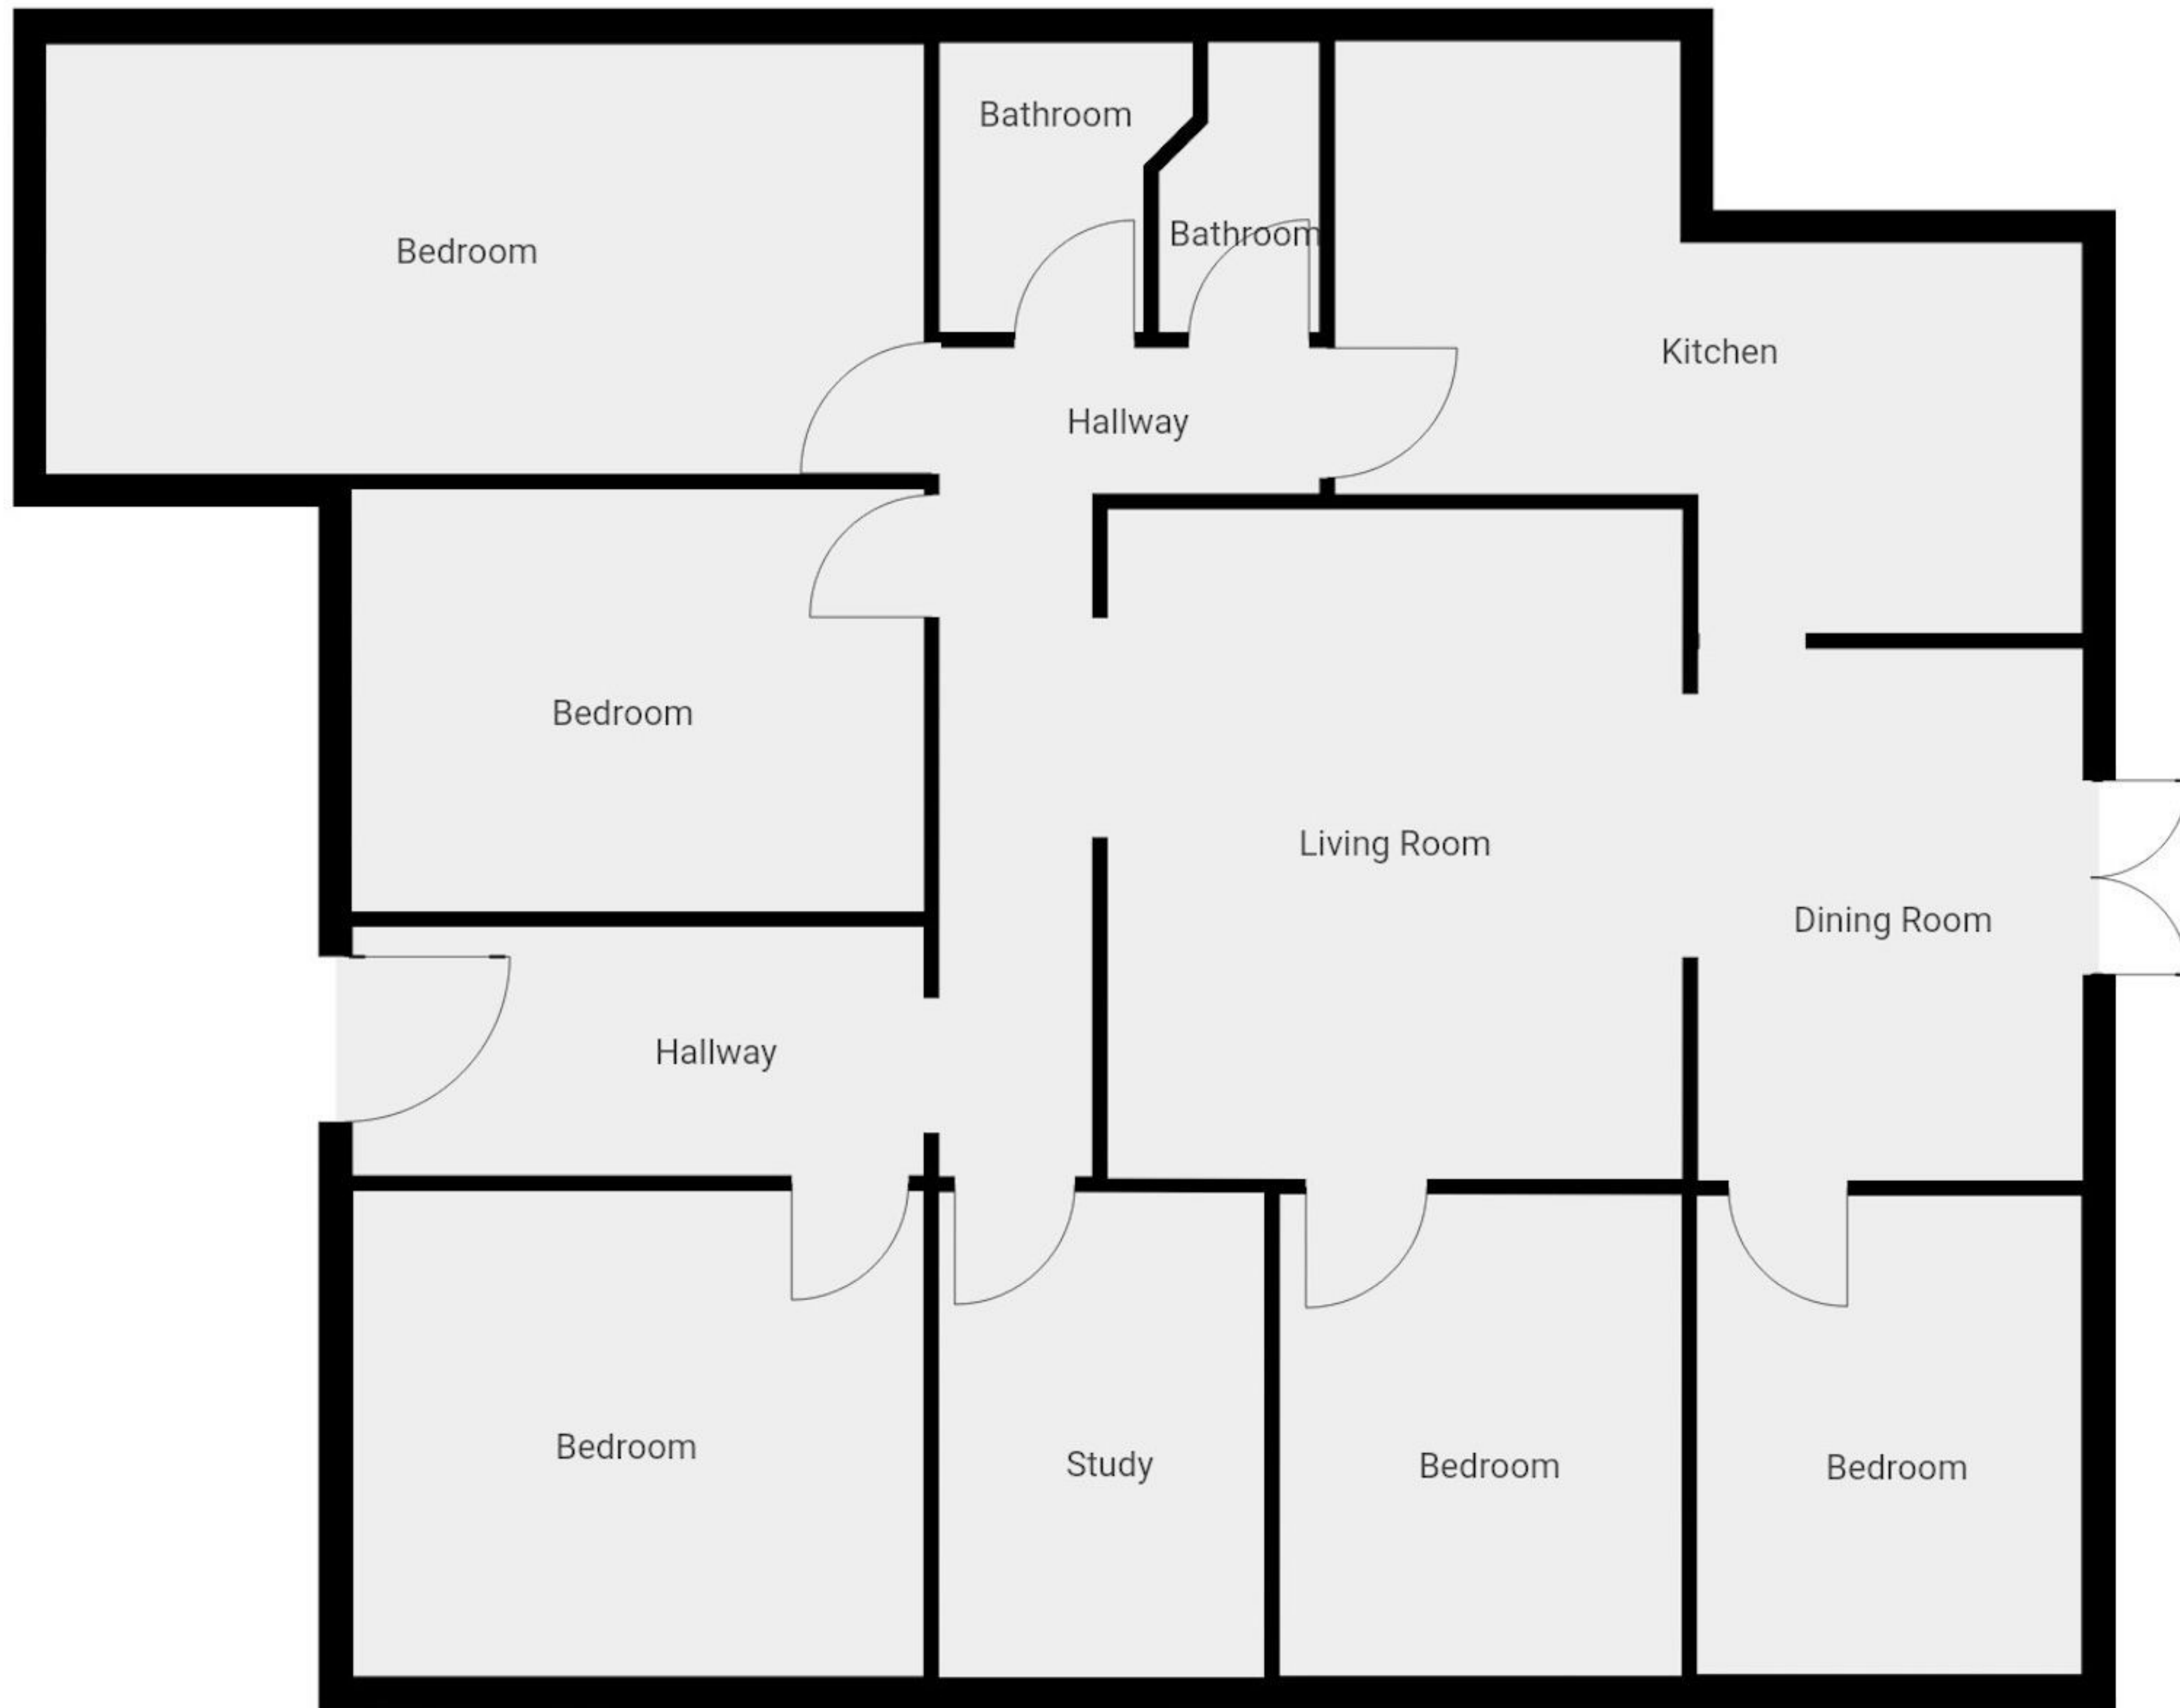 Bathroom
Bathroom
Bedroom
Kitchen
Hallway
Bedroom
Living Room
Dining Room
Hallway
Bedroom
Study
Bedroom
Bedroom